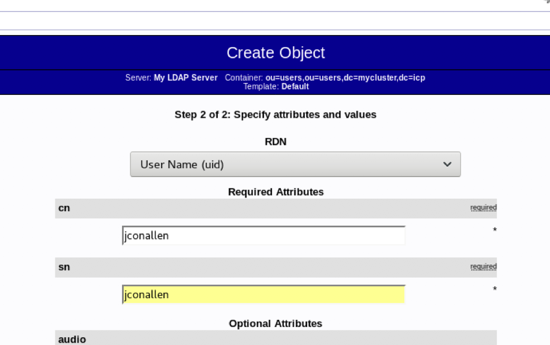 Create Object
Server: My LDAP Server Container: ou=users,ou=users,dc=mycluster,dc=icp
Template: Default
Step 2 of 2: Specify attributes and values
RDN
User Name (uid)
Required Attributes
cn required
jconallen *
sn required
jconallen *
Optional Attributes
audio